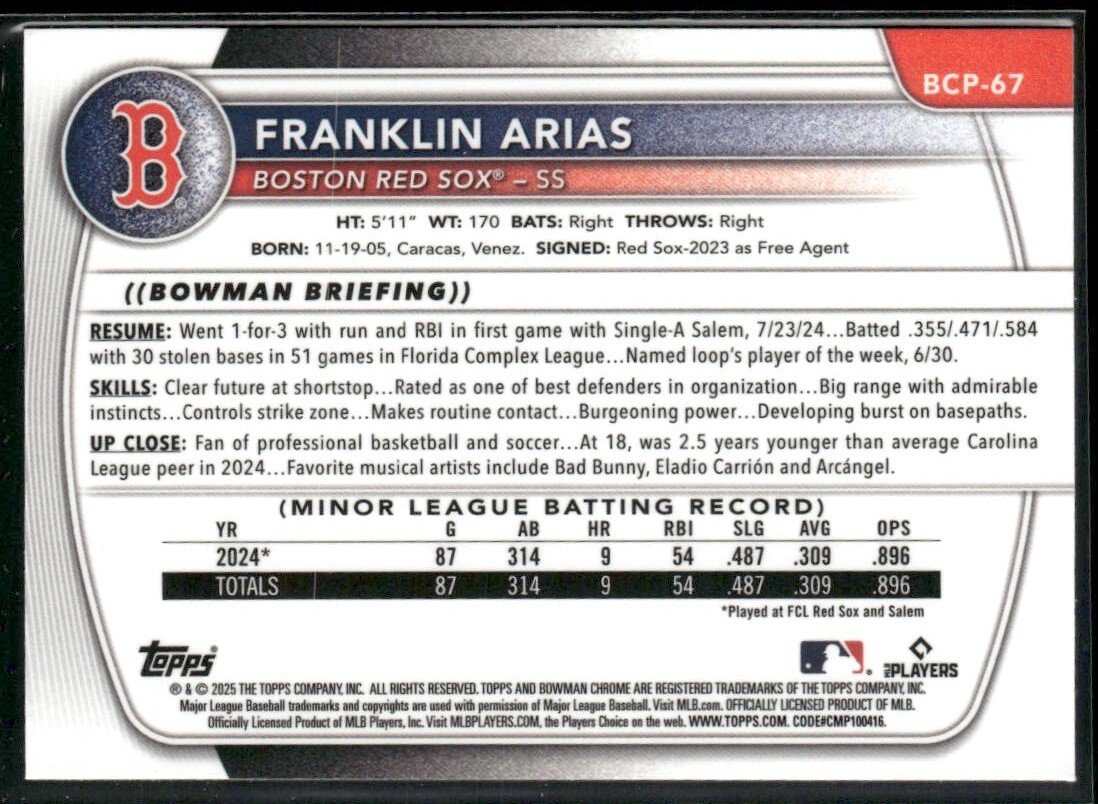 BCP-67
B®
FRANKLIN ARIAS
BOSTON RED SOX® – SS
HT: 5'11" WT: 170 BATS: Right THROWS: Right
BORN: 11-19-05, Caracas, Venez. SIGNED: Red Sox-2023 as Free Agent
((BOWMAN BRIEFING))
RESUME: Went 1-for-3 with run and RBI in first game with Single-A Salem, 7/23/24...Batted .355/.471/.584
with 30 stolen bases in 51 games in Florida Complex League...Named loop's player of the week, 6/30.
SKILLS: Clear future at shortstop...Rated as one of best defenders in organization...Big range with admirable
instincts...Controls strike zone...Makes routine contact...Burgeoning power...Developing burst on basepaths.
UP CLOSE: Fan of professional basketball and soccer...At 18, was 2.5 years younger than average Carolina
League peer in 2024...Favorite musical artists include Bad Bunny, Eladio Carrión and Arcángel.
(MINOR LEAGUE BATTING RECORD)
YR G AB HR RBI SLG AVG OPS
2024* 87 314 9 54 .487 .309 .896
TOTALS 87 314 9 54 .487 .309 .896
*Played at FCL Red Sox and Salem
Topps® ® MLB PLAYERS
® & © 2025 THE TOPPS COMPANY, INC. ALL RIGHTS RESERVED. TOPPS AND BOWMAN CHROME ARE REGISTERED TRADEMARKS OF THE TOPPS COMPANY, INC.
Major League Baseball trademarks and copyrights are used with permission of Major League Baseball. Visit MLB.com. OFFICIALLY LICENSED PRODUCT OF MLB.
Officially Licensed Product of MLB Players, Inc. Visit MLBPLAYERS.COM, the Players Choice on the web. WWW.TOPPS.COM. CODE#CMP100416.